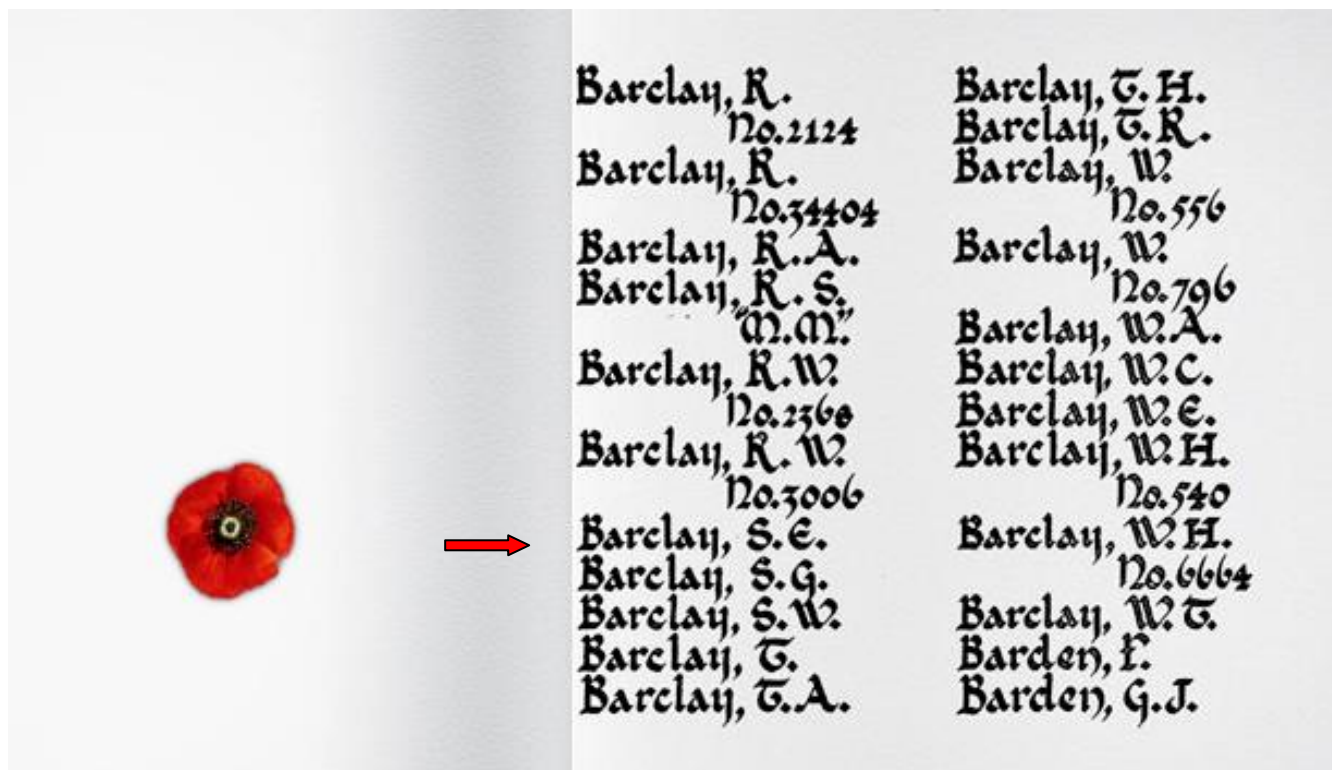 Barclay, R.
No.2124
Barclay, R.
No.34404
Barclay, R.A.
Barclay, R.S.
"M.M."
Barclay, R.W.
No.2368
Barclay, R.W.
No.3006
Barclay, S.E.
Barclay, S.G.
Barclay, S.W.
Barclay, T.
Barclay, T.A.
Barclay, T.H.
Barclay, T.R.
Barclay, W.
No.556
Barclay, W.
No.796
Barclay, W.A.
Barclay, W.C.
Barclay, W.E.
Barclay, W.H.
No.540
Barclay, W.H.
No.6664
Barclay, W.T.
Barden, F.
Barden, G.J.